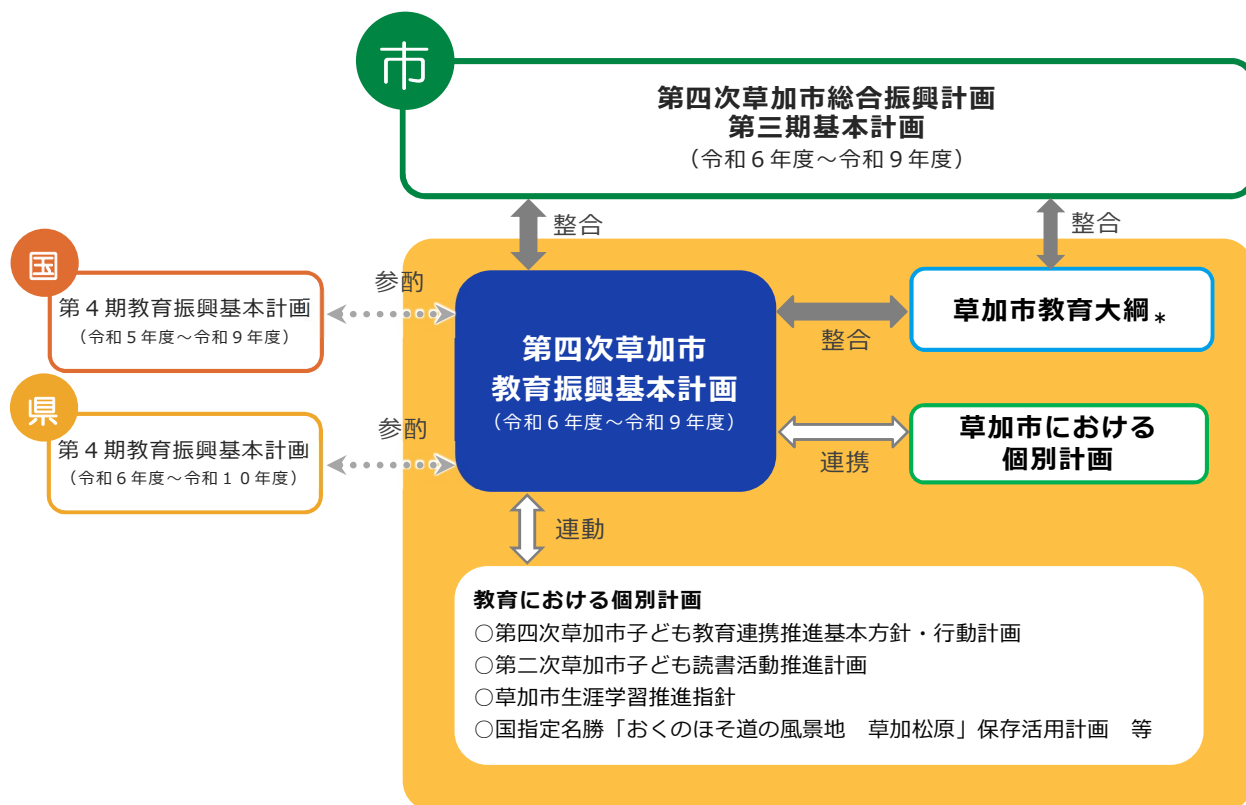 市
第四次草加市総合振興計画
第三期基本計画
（令和６年度～令和９年度）
整合
整合
国
第４期教育振興基本計画
（令和５年度～令和９年度）
参酌
第四次草加市
教育振興基本計画
（令和６年度～令和９年度）
整合
草加市教育大綱*
県
第４期教育振興基本計画
（令和６年度～令和１０年度）
参酌
連携
草加市における
個別計画
連動
教育における個別計画
○第四次草加市子ども教育連携推進基本方針・行動計画
○第二次草加市子ども読書活動推進計画
○草加市生涯学習推進指針
○国指定名勝「おくのほそ道の風景地　草加松原」保存活用計画　等